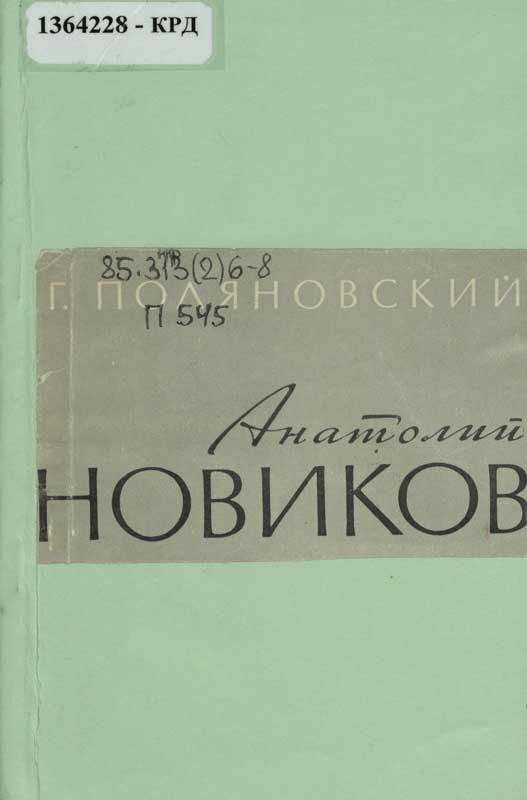 1364228 - КРД
85.313(2)6-8
Г. ПОЛЯНОВСКИЙ
П 545
Анатолий
НОВИКОВ